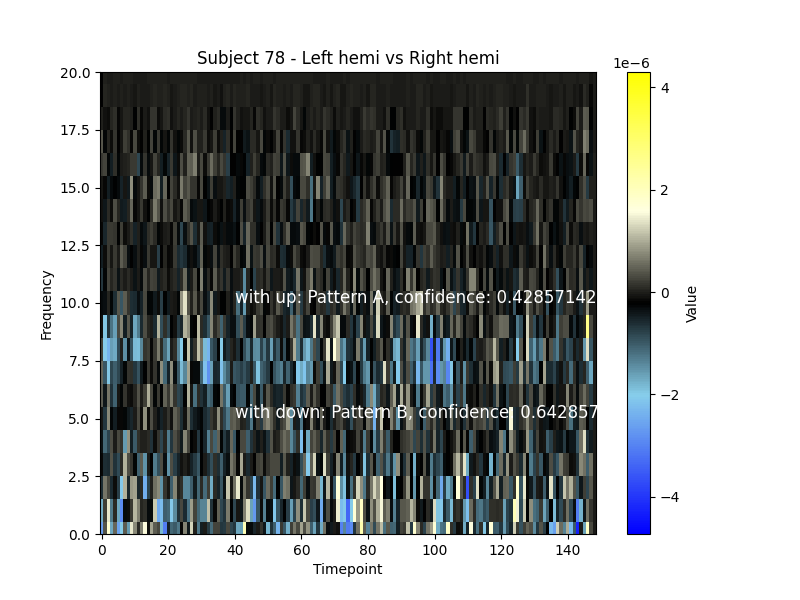 Subject 78 - Left hemi vs Right hemi
1e−6
20.0
17.5
15.0
12.5
10.0
7.5
5.0
2.5
0.0
Frequency
with up: Pattern A, confidence: 0.42857142
with down: Pattern B, confidence: 0.642857
0 20 40 60 80 100 120 140
Timepoint
4
2
0
−2
−4
Value